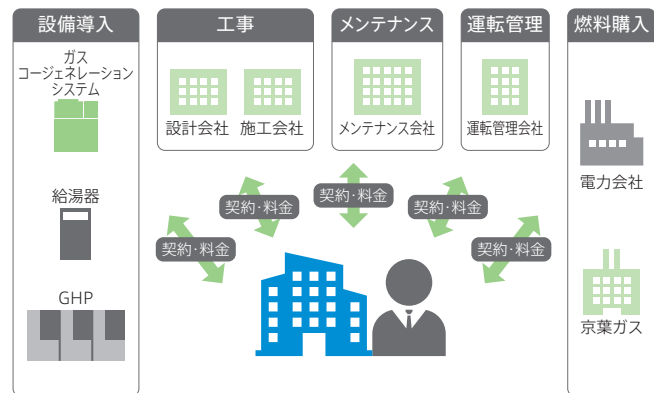 設備導入
工事
メンテナンス
運転管理
燃料購入
ガス
コージェネレーション
システム
給湯器
GHP
設計会社
施工会社
メンテナンス会社
運転管理会社
電力会社
京葉ガス
契約・料金
契約・料金
契約・料金
契約・料金
契約・料金